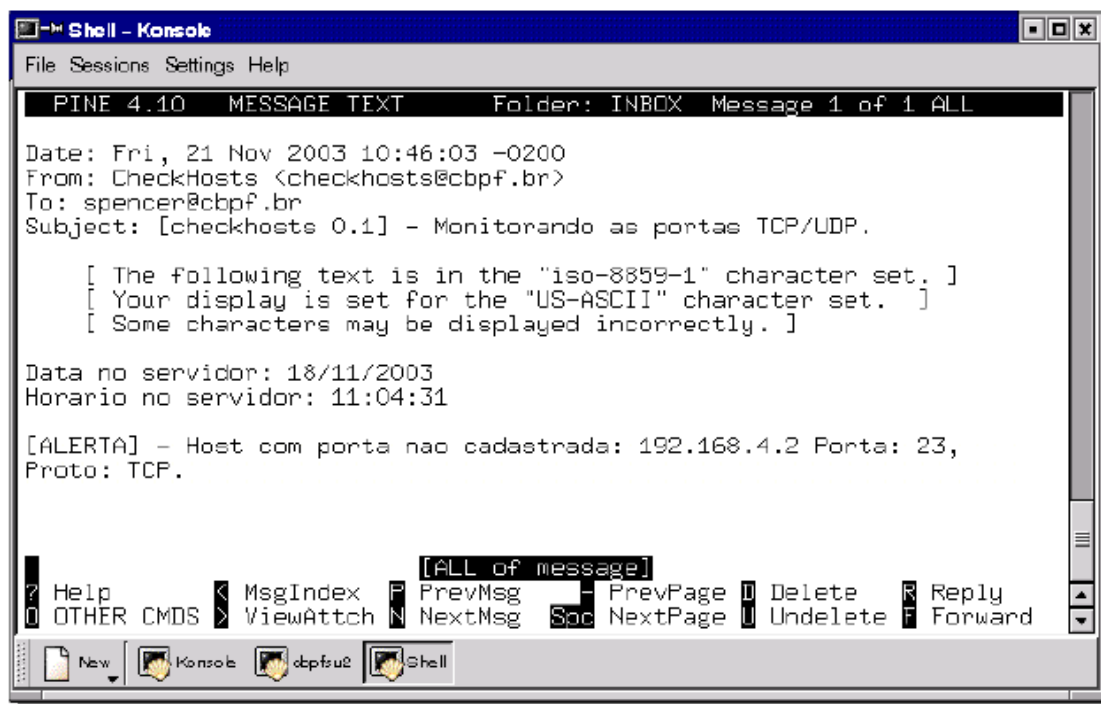 Shell - Konsole
File Sessions Settings Help
PINE 4.10 MESSAGE TEXT Folder: INBOX Message 1 of 1 ALL
Date: Fri, 21 Nov 2003 10:46:03 -0200
From: CheckHosts <checkhosts@cbpf.br>
To: spencer@cbpf.br
Subject: [checkhosts 0.1] - Monitorando as portas TCP/UDP.
[ The following text is in the "iso-8859-1" character set. ]
[ Your display is set for the "US-ASCII" character set. ]
[ Some characters may be displayed incorrectly. ]
Data no servidor: 18/11/2003
Horario no servidor: 11:04:31
[ALERTA] - Host com porta nao cadastrada: 192.168.4.2 Porta: 23,
Proto: TCP.
[ALL of message]
? Help < MsgIndex P PrevMsg - PrevPage D Delete R Reply
O OTHER CMDS > ViewAttch N NextMsg Spc NextPage U Undelete F Forward
New Konsole cbpfsu2 Shell